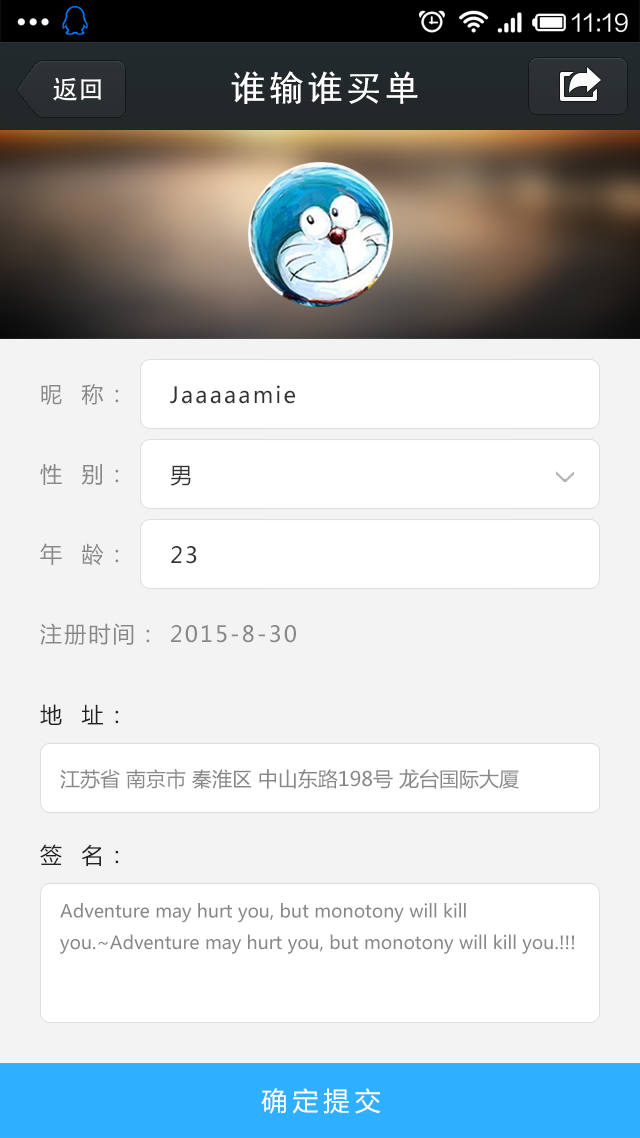 11:19
返回
谁输谁买单
昵 称： Jaaaaamie
性 别： 男
年 龄： 23
注册时间： 2015-8-30
地 址：
江苏省 南京市 秦淮区 中山东路198号 龙台国际大厦
签 名：
Adventure may hurt you, but monotony will kill
you.~Adventure may hurt you, but monotony will kill you.!!!
确定提交